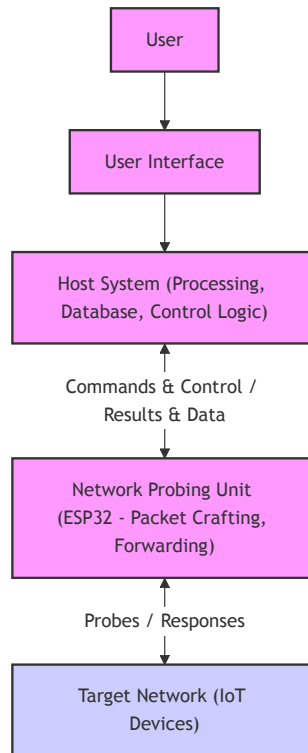 User
User Interface
Host System (Processing,
Database, Control Logic)
Commands & Control /
Results & Data
Network Probing Unit
(ESP32 - Packet Crafting,
Forwarding)
Probes / Responses
Target Network (IoT
Devices)